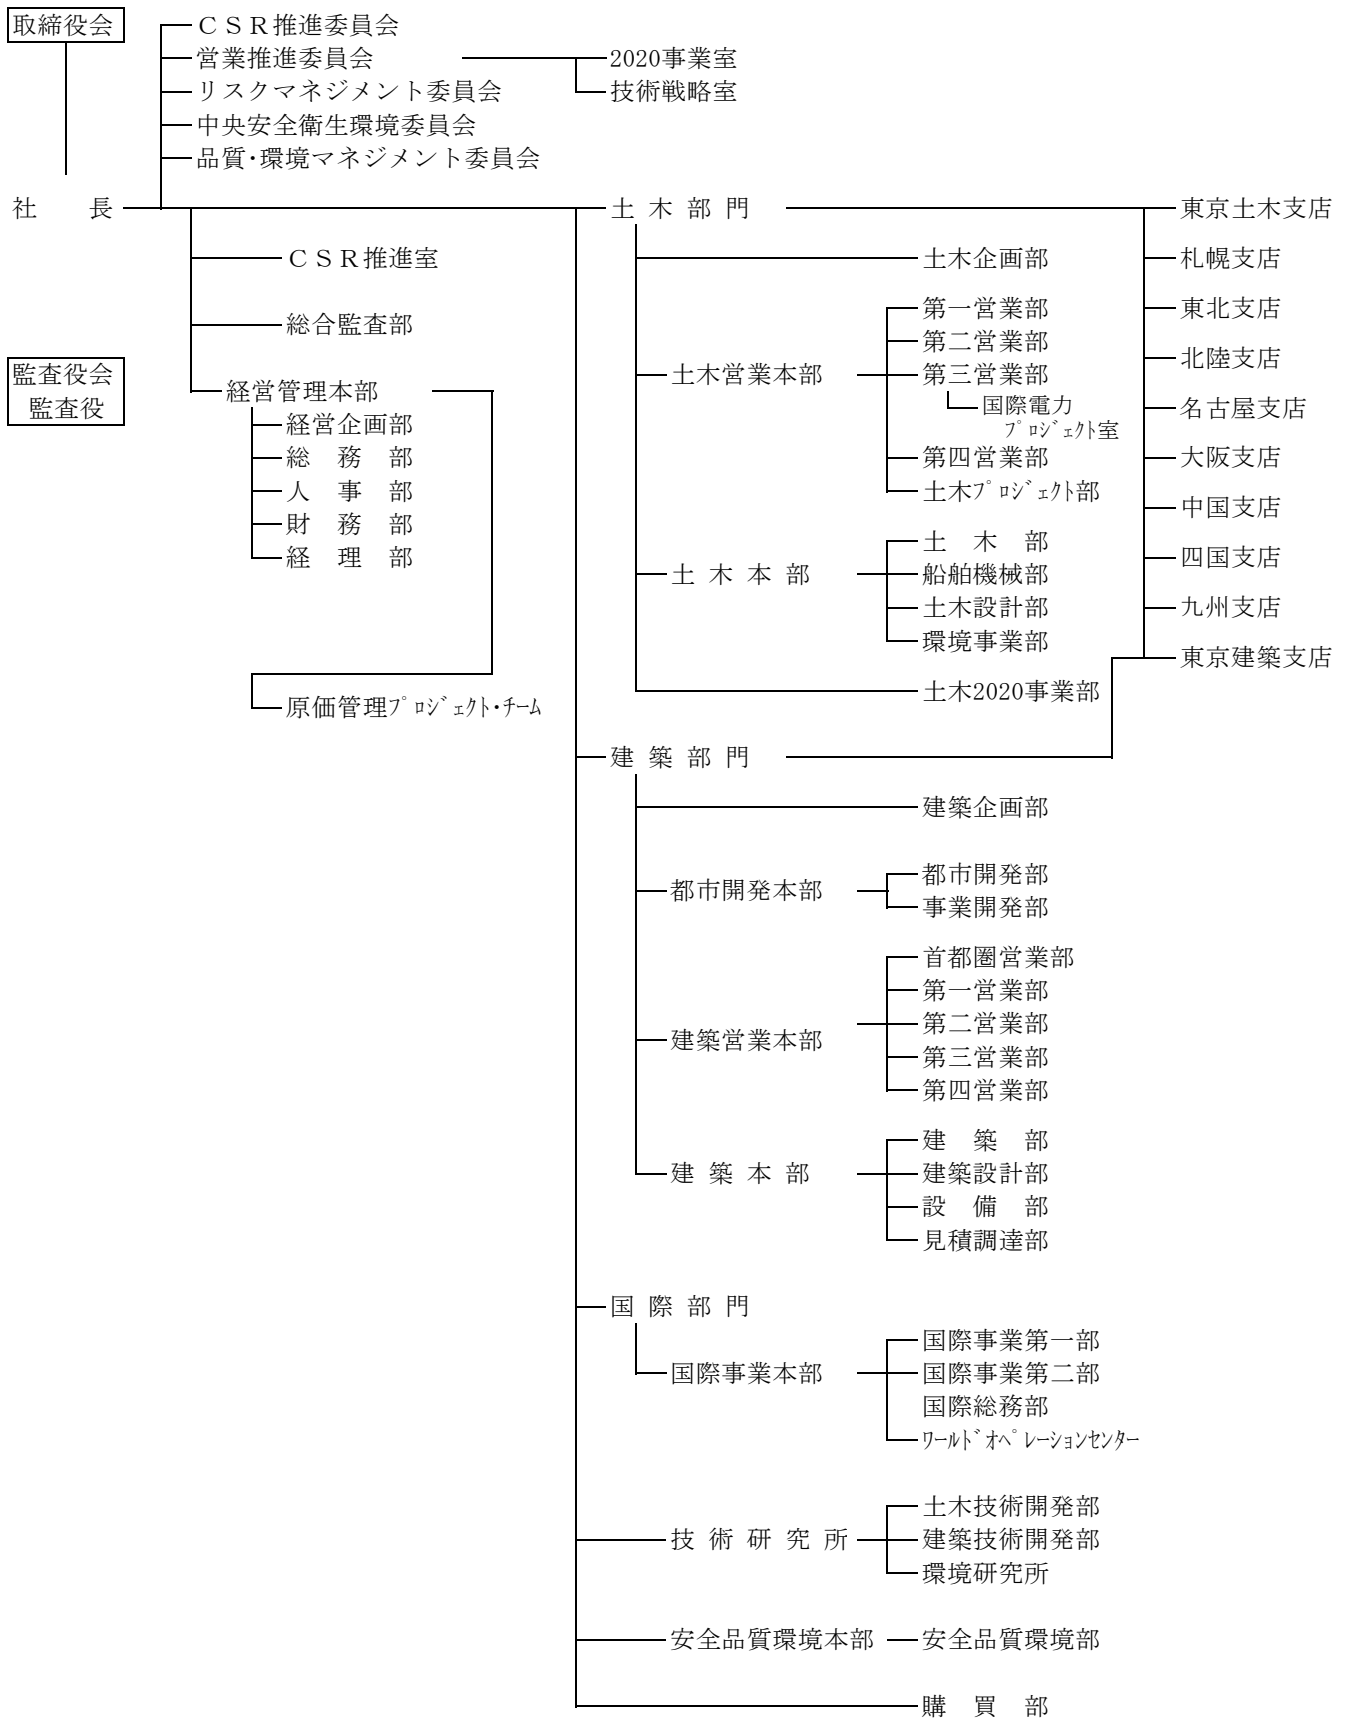 取締役会
ＣＳＲ推進委員会
営業推進委員会
2020事業室
リスクマネジメント委員会
技術戦略室
中央安全衛生環境委員会
品質・環境マネジメント委員会
社　　長
土 木 部 門
東京土木支店
ＣＳＲ推進室
土木企画部
札幌支店
総合監査部
第一営業部
東北支店
第二営業部
監査役会
監査役
土木営業本部
第三営業部
北陸支店
経営管理本部
国際電力
ﾌﾟﾛｼﾞｪｸﾄ室
名古屋支店
経営企画部
総　務　部
第四営業部
大阪支店
人　事　部
土木ﾌﾟﾛｼﾞｪｸﾄ部
中国支店
財　務　部
土　木　部
経　理　部
土 木 本 部
船舶機械部
四国支店
土木設計部
九州支店
環境事業部
東京建築支店
土木2020事業部
原価管理ﾌﾟﾛｼﾞｪｸﾄ・ﾁｰﾑ
建 築 部 門
建築企画部
都市開発本部
都市開発部
事業開発部
首都圏営業部
第一営業部
建築営業本部
第二営業部
第三営業部
第四営業部
建　築　部
建 築 本 部
建築設計部
設　備　部
見積調達部
国 際 部 門
国際事業第一部
国際事業本部
国際事業第二部
国際総務部
ﾜｰﾙﾄﾞｵﾍﾟﾚｰｼｮﾝｾﾝﾀｰ
土木技術開発部
技 術 研 究 所
建築技術開発部
環境研究所
安全品質環境本部
安全品質環境部
購　買　部